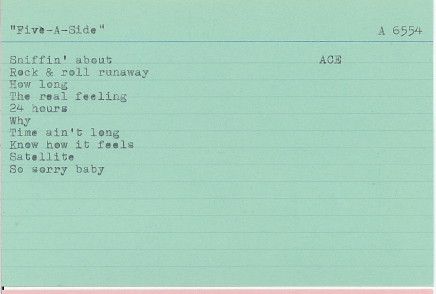 "Five-A-Side" A 6554
Sniffin' about ACE
Rock & roll runaway
How long
The real feeling
24 hours
Why
Time ain't long
Know how it feels
Satellite
So sorry baby